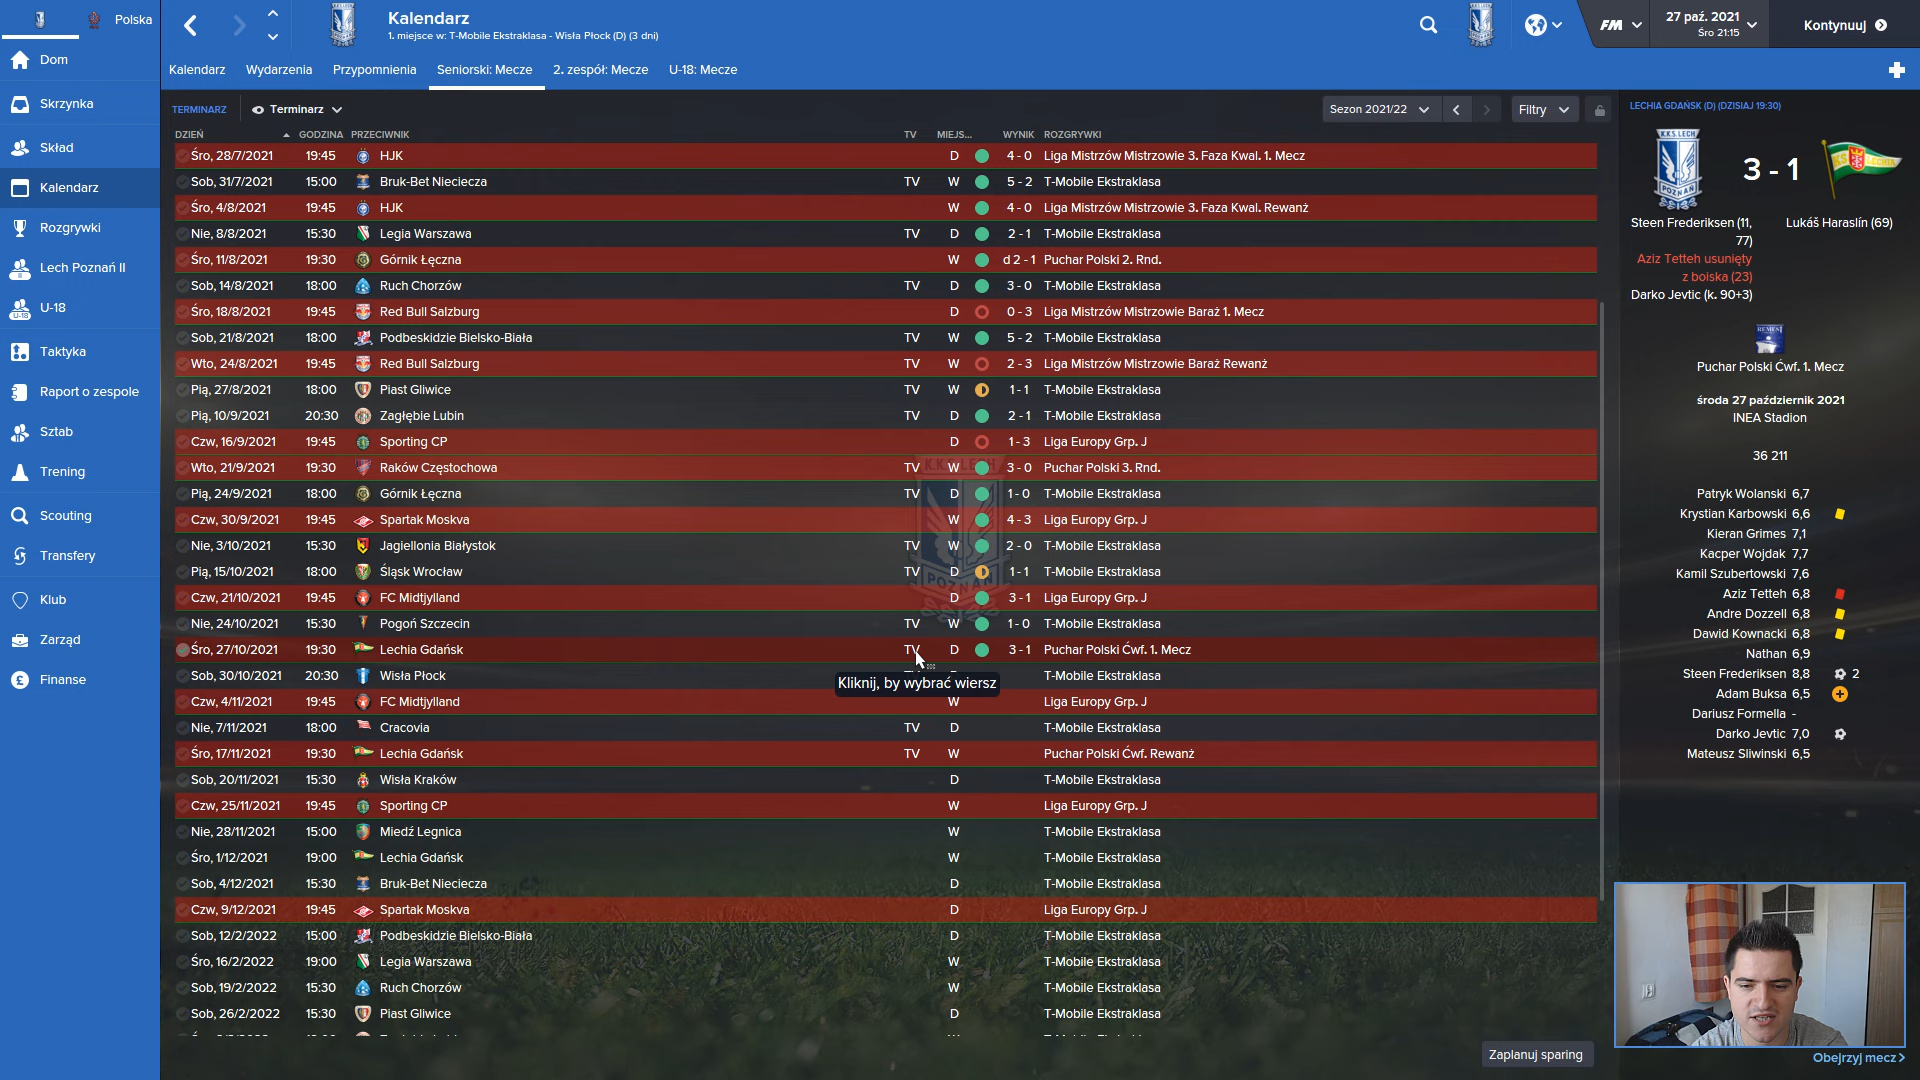 Polska
Kalendarz
1. miejsce w: T-Mobile Ekstraklasa - Wisła Płock (D) (3 dni)
FM
27 paź. 2021
Śro 21:15
Kontynuuj
Dom
Skrzynka
Skład
Kalendarz
Rozgrywki
Lech Poznań II
U-18
Taktyka
Raport o zespole
Sztab
Trening
Scouting
Transfery
Klub
Zarząd
Finanse
Kalendarz Wydarzenia Przypomnienia Seniorski: Mecze 2. zespół: Mecze U-18: Mecze
TERMINARZ Terminarz Sezon 2021/22 Filtry
DZIEŃ GODZINA PRZECIWNIK TV MIEJS... WYNIK ROZGRYWKI
Śro, 28/7/2021 19:45 HJK D 4 - 0 Liga Mistrzów Mistrzowie 3. Faza Kwal. 1. Mecz
Sob, 31/7/2021 15:00 Bruk-Bet Nieciecza TV W 5 - 2 T-Mobile Ekstraklasa
Śro, 4/8/2021 19:45 HJK W 4 - 0 Liga Mistrzów Mistrzowie 3. Faza Kwal. Rewanż
Nie, 8/8/2021 15:30 Legia Warszawa TV D 2 - 1 T-Mobile Ekstraklasa
Śro, 11/8/2021 19:30 Górnik Łęczna W d 2 - 1 Puchar Polski 2. Rnd.
Sob, 14/8/2021 18:00 Ruch Chorzów TV D 3 - 0 T-Mobile Ekstraklasa
Śro, 18/8/2021 19:45 Red Bull Salzburg D 0 - 3 Liga Mistrzów Mistrzowie Baraż 1. Mecz
Sob, 21/8/2021 18:00 Podbeskidzie Bielsko-Biała TV W 5 - 2 T-Mobile Ekstraklasa
Wto, 24/8/2021 19:45 Red Bull Salzburg TV W 2 - 3 Liga Mistrzów Mistrzowie Baraż Rewanż
Pią, 27/8/2021 18:00 Piast Gliwice TV W 1 - 1 T-Mobile Ekstraklasa
Pią, 10/9/2021 20:30 Zagłębie Lubin TV D 2 - 1 T-Mobile Ekstraklasa
Czw, 16/9/2021 19:45 Sporting CP D 1 - 3 Liga Europy Grp. J
Wto, 21/9/2021 19:30 Raków Częstochowa TV W 3 - 0 Puchar Polski 3. Rnd.
Pią, 24/9/2021 18:00 Górnik Łęczna TV D 1 - 0 T-Mobile Ekstraklasa
Czw, 30/9/2021 19:45 Spartak Moskva W 4 - 3 Liga Europy Grp. J
Nie, 3/10/2021 15:30 Jagiellonia Białystok TV W 2 - 0 T-Mobile Ekstraklasa
Pią, 15/10/2021 18:00 Śląsk Wrocław TV D 1 - 1 T-Mobile Ekstraklasa
Czw, 21/10/2021 19:45 FC Midtjylland D 3 - 1 Liga Europy Grp. J
Nie, 24/10/2021 15:30 Pogoń Szczecin TV W 1 - 0 T-Mobile Ekstraklasa
Śro, 27/10/2021 19:30 Lechia Gdańsk TV D 3 - 1 Puchar Polski Ćwf. 1. Mecz
Sob, 30/10/2021 20:30 Wisła Płock T-Mobile Ekstraklasa
Kliknij, by wybrać wiersz
Czw, 4/11/2021 19:45 FC Midtjylland W Liga Europy Grp. J
Nie, 7/11/2021 18:00 Cracovia TV D T-Mobile Ekstraklasa
Śro, 17/11/2021 19:30 Lechia Gdańsk TV W Puchar Polski Ćwf. Rewanż
Sob, 20/11/2021 15:30 Wisła Kraków D T-Mobile Ekstraklasa
Czw, 25/11/2021 19:45 Sporting CP W Liga Europy Grp. J
Nie, 28/11/2021 15:00 Miedź Legnica W T-Mobile Ekstraklasa
Śro, 1/12/2021 19:00 Lechia Gdańsk W T-Mobile Ekstraklasa
Sob, 4/12/2021 15:30 Bruk-Bet Nieciecza D T-Mobile Ekstraklasa
Czw, 9/12/2021 19:45 Spartak Moskva D Liga Europy Grp. J
Sob, 12/2/2022 15:00 Podbeskidzie Bielsko-Biała D T-Mobile Ekstraklasa
Śro, 16/2/2022 19:00 Legia Warszawa W T-Mobile Ekstraklasa
Sob, 19/2/2022 15:30 Ruch Chorzów W T-Mobile Ekstraklasa
Sob, 26/2/2022 15:30 Piast Gliwice D T-Mobile Ekstraklasa
Zaplanuj sparing
LECHIA GDAŃSK (D) (DZISIAJ 19:30)
K.K.S. LECH
POZNAŃ
3 - 1
LECHIA
Steen Frederiksen (11, 77)
Aziz Tetteh usunięty z boiska (23)
Darko Jevtic (k. 90+3)
Lukáš Haraslín (69)
REMES
Puchar Polski Ćwf. 1. Mecz
środa 27 październik 2021
INEA Stadion
36 211
Patryk Wolanski 6,7
Krystian Karbowski 6,6
Kieran Grimes 7,1
Kacper Wojdak 7,7
Kamil Szubertowski 7,6
Aziz Tetteh 6,8
Andre Dozzell 6,8
Dawid Kownacki 6,8
Nathan 6,9
Steen Frederiksen 8,8 2
Adam Buksa 6,5
Dariusz Formella -
Darko Jevtic 7,0
Mateusz Sliwinski 6,5
Obejrzyj mecz